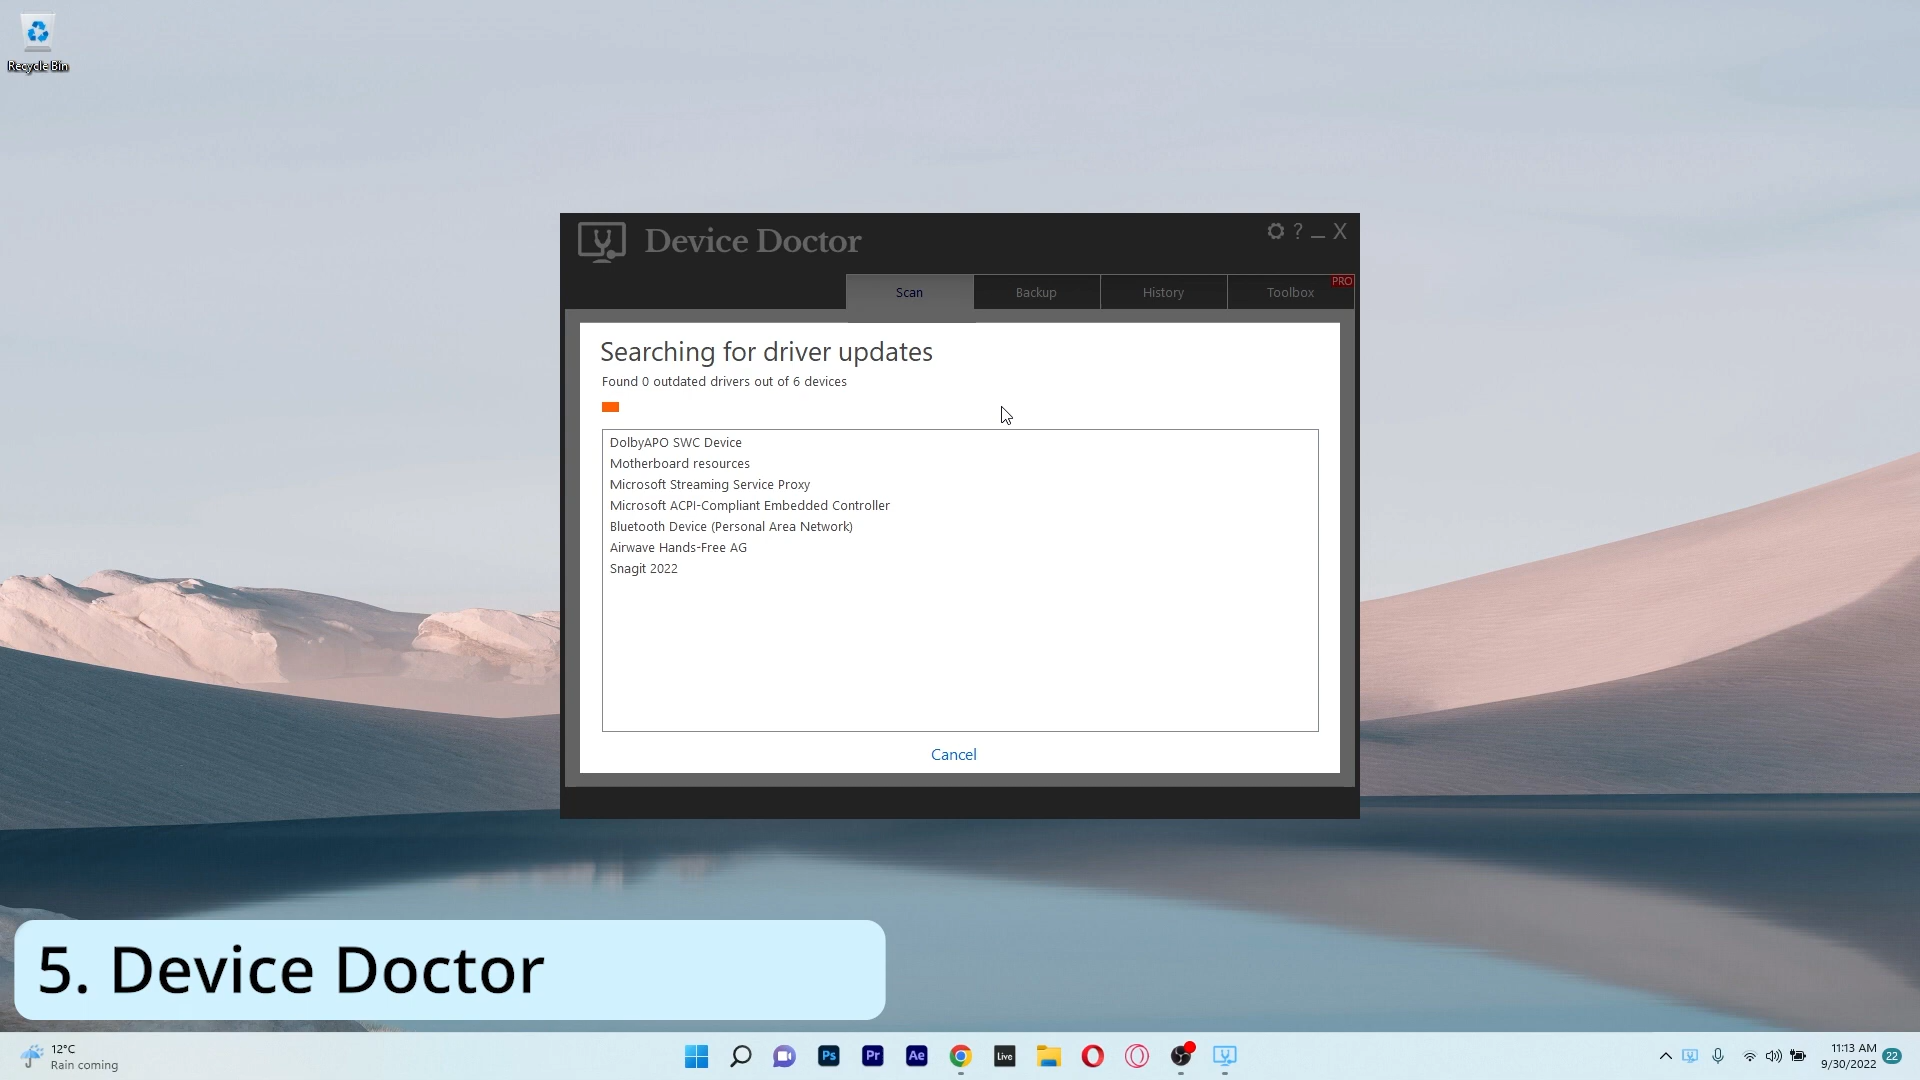 Recycle Bin
Device Doctor
? _ X
PRO
Scan
Backup
History
Toolbox
Searching for driver updates
Found 0 outdated drivers out of 6 devices
DolbyAPO SWC Device
Motherboard resources
Microsoft Streaming Service Proxy
Microsoft ACPI-Compliant Embedded Controller
Bluetooth Device (Personal Area Network)
Airwave Hands-Free AG
Snagit 2022
Cancel
5. Device Doctor
12°C
Rain coming
Ps
Pr
Ae
Live
11:13 AM
9/30/2022
22